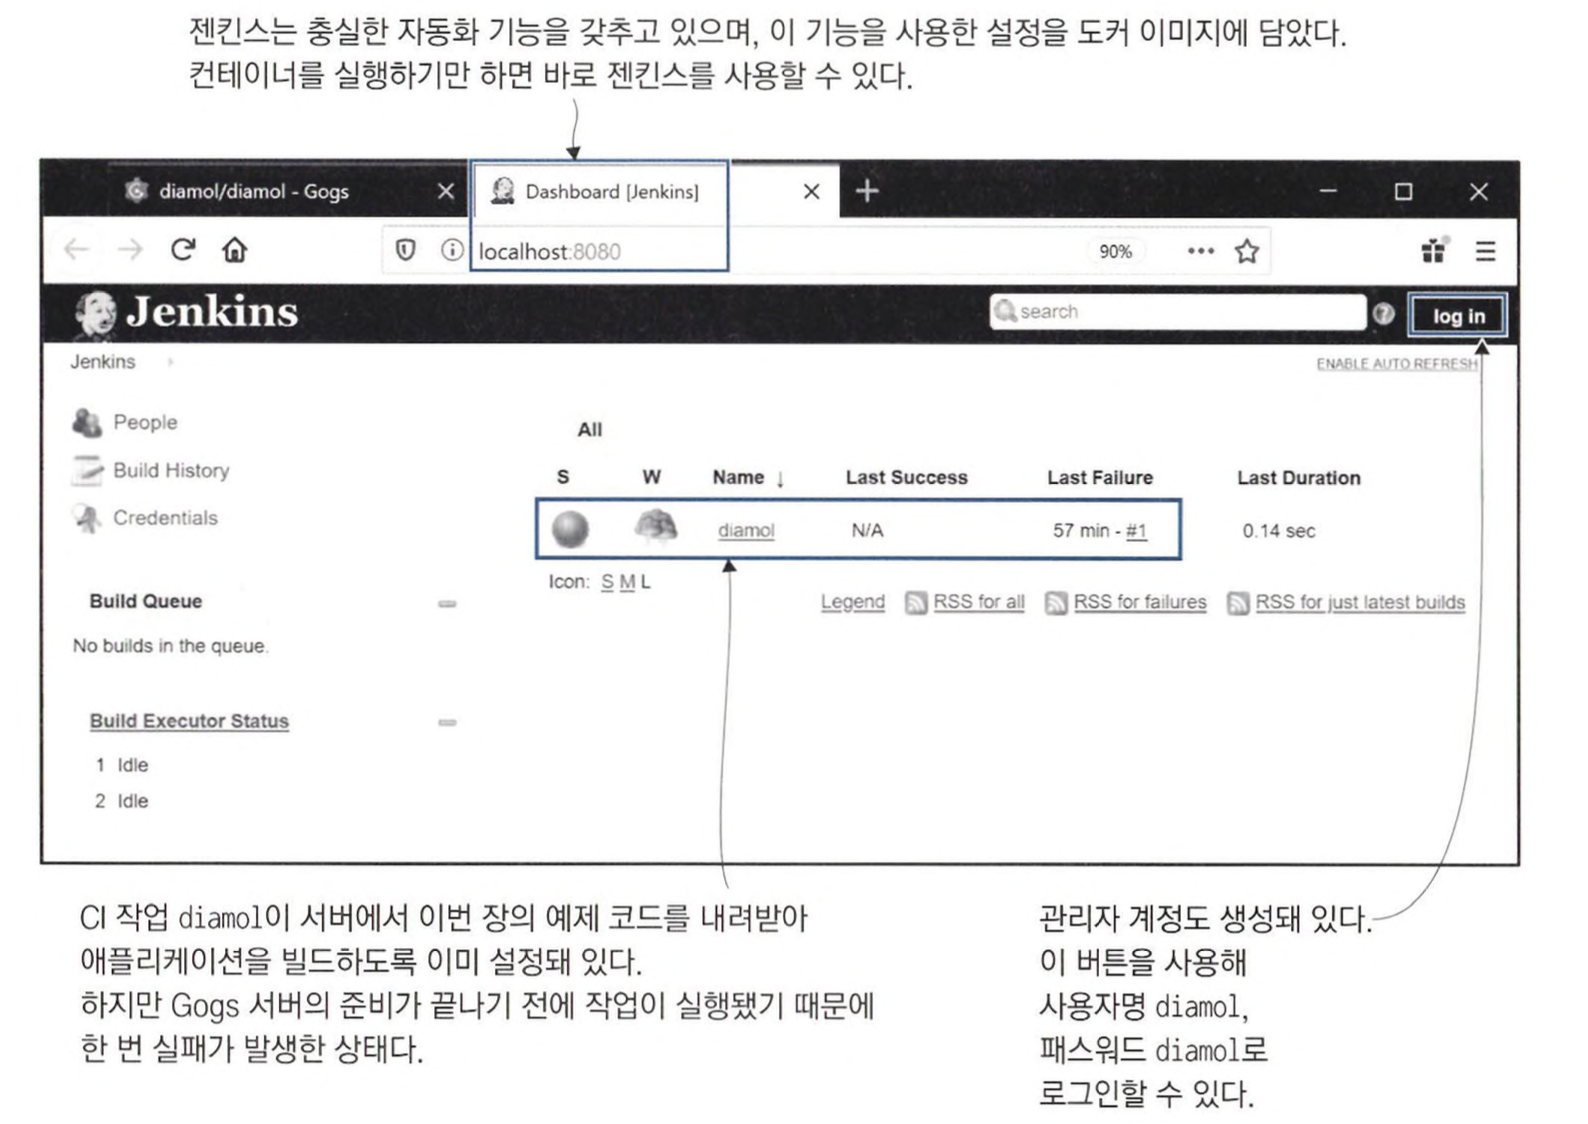 젠킨스는 충실한 자동화 기능을 갖추고 있으며, 이 기능을 사용한 설정을 도커 이미지에 담았다.
컨테이너를 실행하기만 하면 바로 젠킨스를 사용할 수 있다.
diamol/diamol - Gogs
Dashboard [Jenkins]
localhost:8080
90%
Jenkins
search
log in
Jenkins
ENABLE AUTO REFRESH
People
Build History
Credentials
All
S W Name ↓ Last Success Last Failure Last Duration
diamol N/A 57 min - #1 0.14 sec
Icon: S M L
Legend RSS for all RSS for failures RSS for just latest builds
Build Queue
No builds in the queue.
Build Executor Status
1 Idle
2 Idle
CI 작업 diamol이 서버에서 이번 장의 예제 코드를 내려받아
애플리케이션을 빌드하도록 이미 설정돼 있다.
하지만 Gogs 서버의 준비가 끝나기 전에 작업이 실행됐기 때문에
한 번 실패가 발생한 상태다.
관리자 계정도 생성돼 있다.
이 버튼을 사용해
사용자명 diamol,
패스워드 diamol로
로그인할 수 있다.